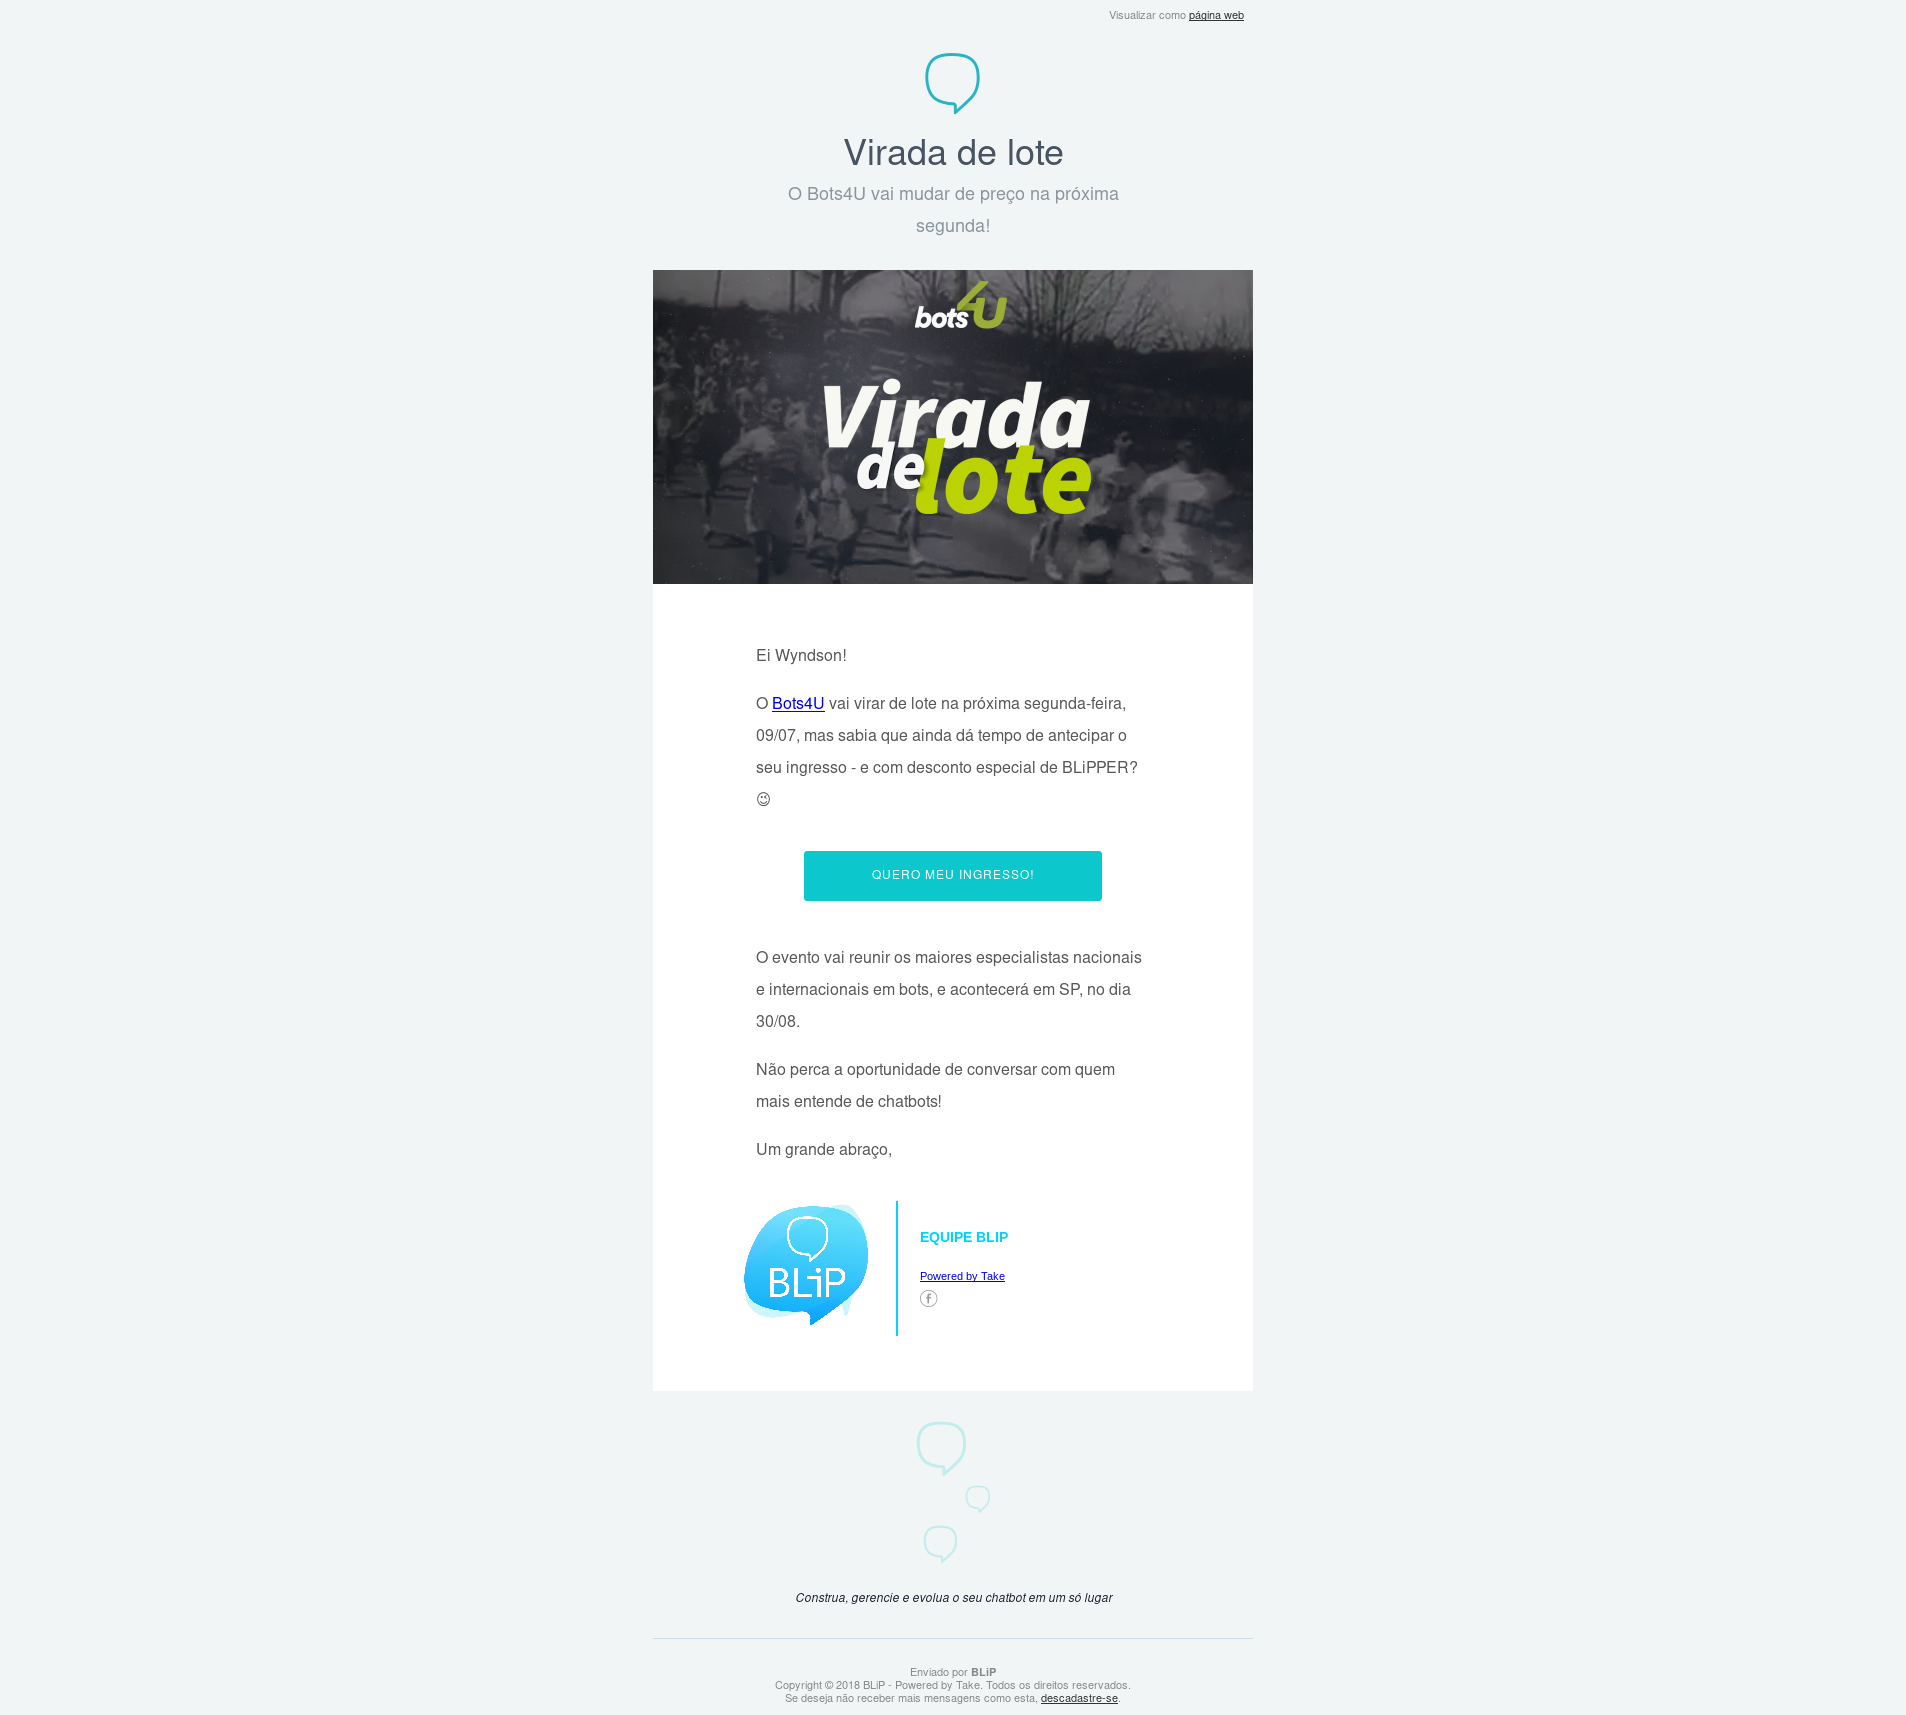 Visualizar como página web
Virada de lote
O Bots4U vai mudar de preço na próxima
segunda!
bots4U
Virada
de lote
Ei Wyndson!
O Bots4U vai virar de lote na próxima segunda-feira,
09/07, mas sabia que ainda dá tempo de antecipar o
seu ingresso - e com desconto especial de BLiPPER?
😉
QUERO MEU INGRESSO!
O evento vai reunir os maiores especialistas nacionais
e internacionais em bots, e acontecerá em SP, no dia
30/08.
Não perca a oportunidade de conversar com quem
mais entende de chatbots!
Um grande abraço,
BLiP
EQUIPE BLIP
Powered by Take
Construa, gerencie e evolua o seu chatbot em um só lugar
Enviado por BLiP
Copyright © 2018 BLiP - Powered by Take. Todos os direitos reservados.
Se deseja não receber mais mensagens como esta, descadastre-se.